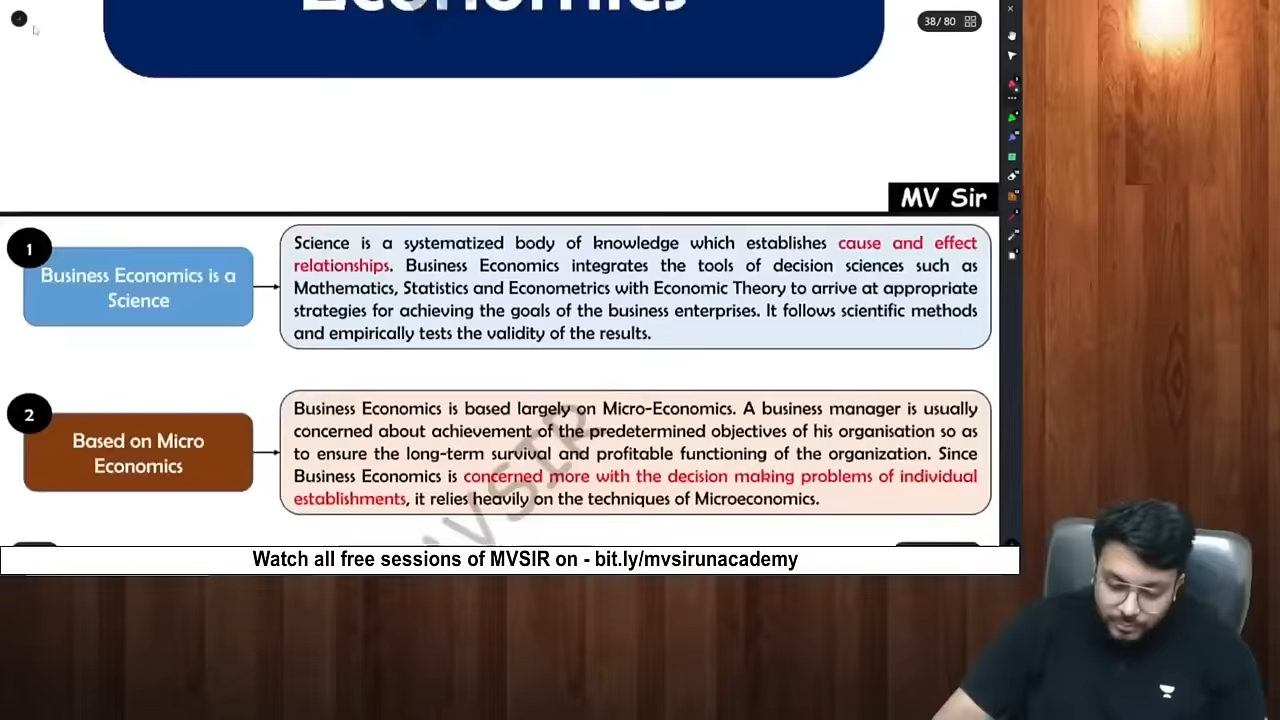 Economics
38/ 80
MV Sir
1
Business Economics is a
Science
Science is a systematized body of knowledge which establishes cause and effect
relationships. Business Economics integrates the tools of decision sciences such as
Mathematics, Statistics and Econometrics with Economic Theory to arrive at appropriate
strategies for achieving the goals of the business enterprises. It follows scientific methods
and empirically tests the validity of the results.
2
Based on Micro
Economics
Business Economics is based largely on Micro-Economics. A business manager is usually
concerned about achievement of the predetermined objectives of his organisation so as
to ensure the long-term survival and profitable functioning of the organization. Since
Business Economics is concerned more with the decision making problems of individual
establishments, it relies heavily on the techniques of Microeconomics.
MVSIR
Watch all free sessions of MVSIR on - bit.ly/mvsirunacademy